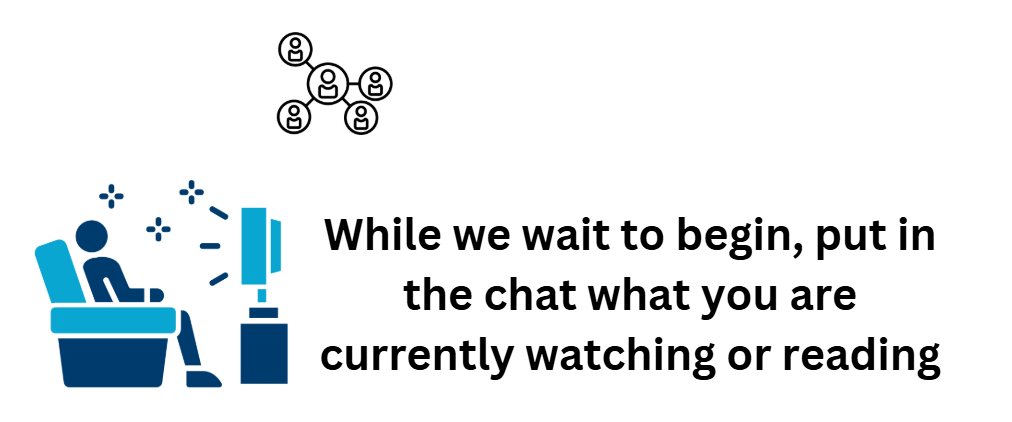 While we wait to begin, put in
the chat what you are
currently watching or reading